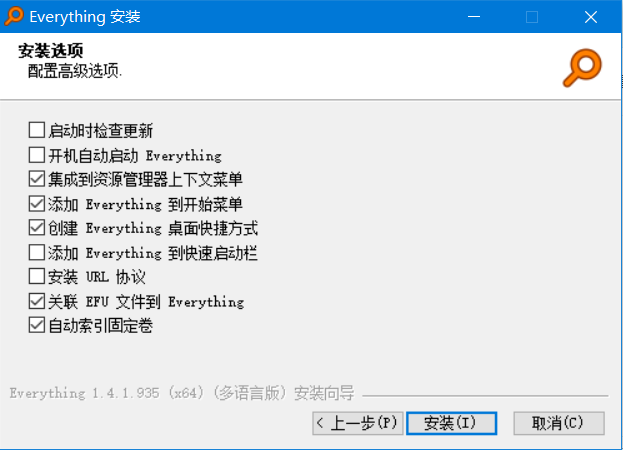 Everything 安装
安装选项
配置高级选项.
启动时检查更新
开机自动启动 Everything
集成到资源管理器上下文菜单
添加 Everything 到开始菜单
创建 Everything 桌面快捷方式
添加 Everything 到快速启动栏
安装 URL 协议
关联 EFU 文件到 Everything
自动索引固定卷
Everything 1.4.1.935 (x64) (多语言版) 安装向导
< 上一步(P) 安装(I) 取消(C)